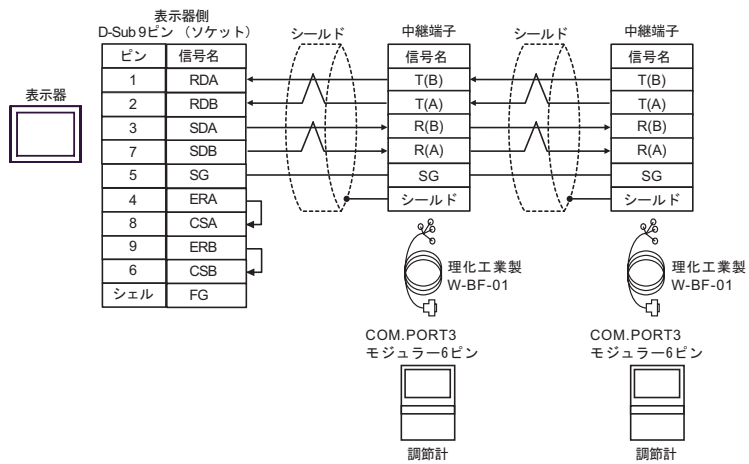 表示器側
D-Sub 9ピン （ソケット）
ピン 信号名
1 RDA
2 RDB
3 SDA
7 SDB
5 SG
4 ERA
8 CSA
9 ERB
6 CSB
シェル FG
表示器
シールド
中継端子
信号名
T(B)
T(A)
R(B)
R(A)
SG
シールド
理化工業製
W-BF-01
COM.PORT3
モジュラー6ピン
調節計
シールド
中継端子
信号名
T(B)
T(A)
R(B)
R(A)
SG
シールド
理化工業製
W-BF-01
COM.PORT3
モジュラー6ピン
調節計